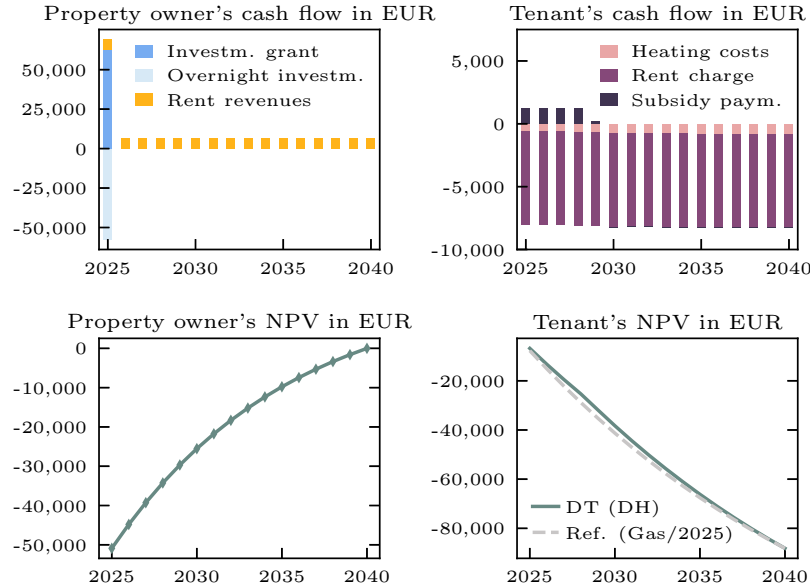 Property owner's cash flow in EUR
50,000
25,000
0
-25,000
-50,000
Investm. grant
Overnight investm.
Rent revenues
2025
2030
2035
2040
Tenant's cash flow in EUR
5,000
0
-5,000
-10,000
Heating costs
Rent charge
Subsidy paym.
2025
2030
2035
2040
Property owner's NPV in EUR
0
-10,000
-20,000
-30,000
-40,000
-50,000
2025
2030
2035
2040
Tenant's NPV in EUR
-20,000
-40,000
-60,000
-80,000
DT (DH)
Ref. (Gas/2025)
2025
2030
2035
2040